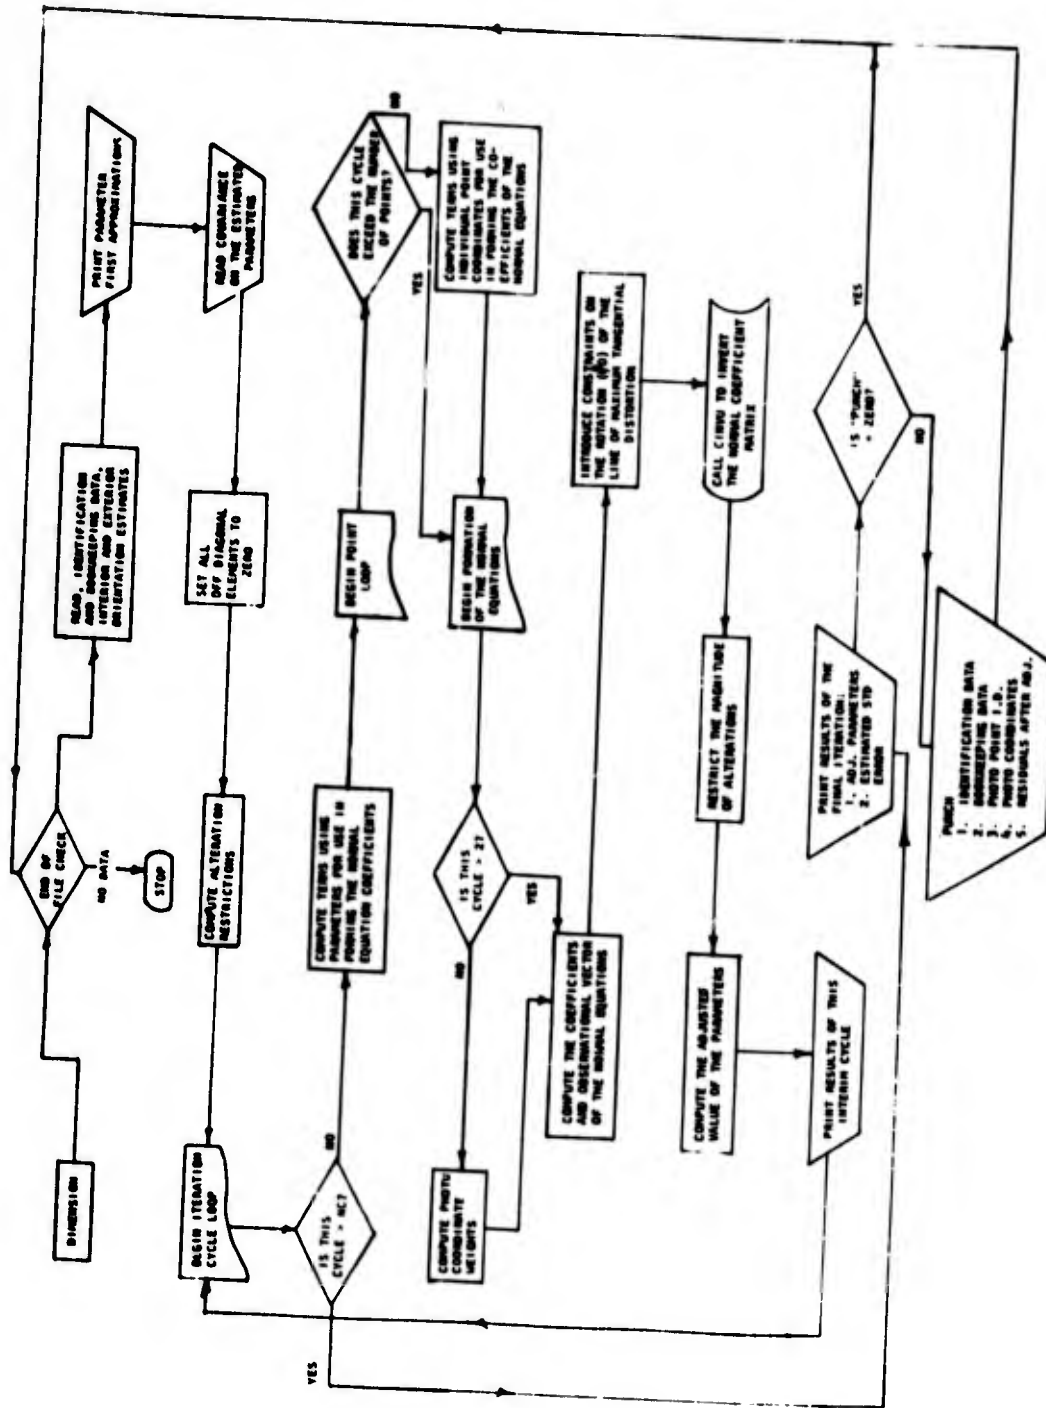 DIMENSION
END OF
FILE CHECK
NO DATA
STOP
READ, IDENTIFICATION
AND BOOKKEEPING DATA,
INTERIOR AND EXTERIOR
ORIENTATION ESTIMATES
PRINT PARAMETER
FIRST APPROXIMATIONS
READ COVARIANCE
ON THE ESTIMATED
PARAMETERS
SET ALL
OFF DIAGONAL
ELEMENTS TO
ZERO
COMPUTE ALTERATION
RESTRICTIONS
BEGIN ITERATION
CYCLE LOOP
IS THIS
CYCLE > NC?
YES
NO
COMPUTE TERMS USING
PARAMETERS FOR USE IN
FORMING THE NORMAL
EQUATION COEFFICIENTS
BEGIN POINT
LOOP
DOES THIS CYCLE
EXCEED THE NUMBER
OF POINTS?
NO
YES
COMPUTE TERMS USING
INDIVIDUAL POINT
COORDINATES FOR USE
IN FORMING THE CO-
EFFICIENTS OF THE
NORMAL EQUATIONS
BEGIN FORMATION
OF THE NORMAL
EQUATIONS
IS THIS
CYCLE > 2?
NO
YES
COMPUTE PHOTO
COORDINATE
WEIGHTS
COMPUTE THE COEFFICIENTS
AND OBSERVATIONAL VECTOR
OF THE NORMAL EQUATIONS
INTRODUCE CONSTRAINTS ON
THE ROTATION OF THE
LINE OF MAXIMUM TANGENTIAL
DISTORTION
CALL CINVU TO INVERT
THE NORMAL COEFFICIENT
MATRIX
RESTRICT THE MAGNITUDE
OF ALTERATIONS
COMPUTE THE ADJUSTED
VALUE OF THE PARAMETERS
PRINT RESULTS OF THIS
INTERIM CYCLE
PRINT RESULTS OF THE
FINAL ITERATION:
1. ADJ. PARAMETERS
2. ESTIMATED STD
ERROR
IS "PUNCH"
= ZERO?
YES
NO
PUNCH
1. IDENTIFICATION DATA
2. BOOKKEEPING DATA
3. PHOTO POINT I.D.
4. PHOTO COORDINATES
5. RESIDUALS AFTER ADJ.